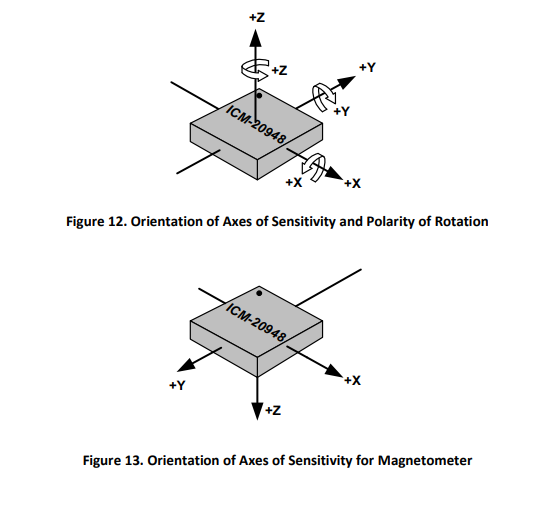 +Z
+Z
+Y
+Y
ICM-20948
+X
+X
Figure 12. Orientation of Axes of Sensitivity and Polarity of Rotation
ICM-20948
+Y
+X
+Z
Figure 13. Orientation of Axes of Sensitivity for Magnetometer